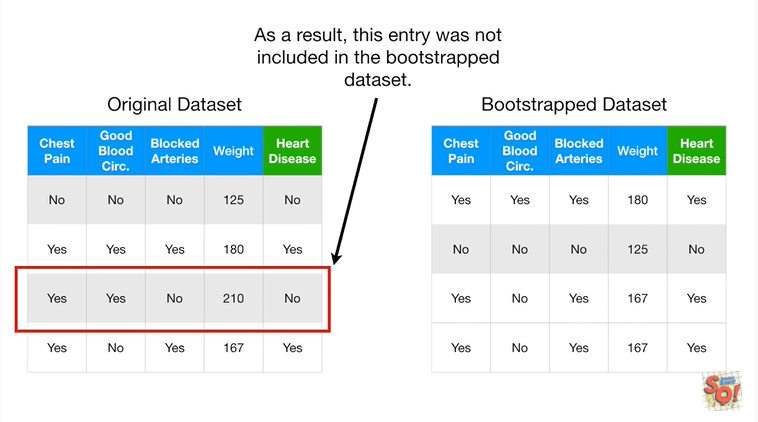 As a result, this entry was not
included in the bootstrapped
dataset.
Original Dataset
Chest Pain Good Blood Circ. Blocked Arteries Weight Heart Disease
No No No 125 No
Yes Yes Yes 180 Yes
Yes Yes No 210 No
Yes No Yes 167 Yes
Bootstrapped Dataset
Chest Pain Good Blood Circ. Blocked Arteries Weight Heart Disease
Yes Yes Yes 180 Yes
No No No 125 No
Yes No Yes 167 Yes
Yes No Yes 167 Yes
SQ!